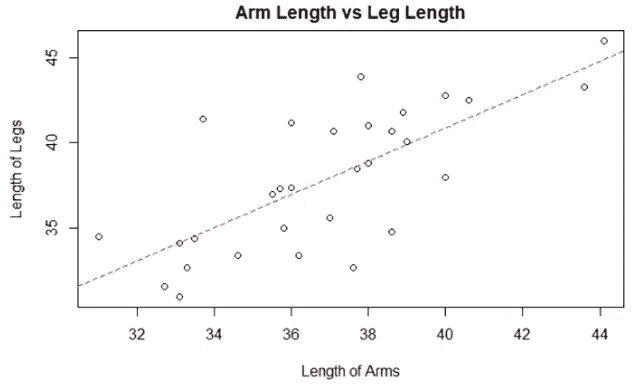 Arm Length vs Leg Length
45
40
35
Length of Legs
32 34 36 38 40 42 44
Length of Arms